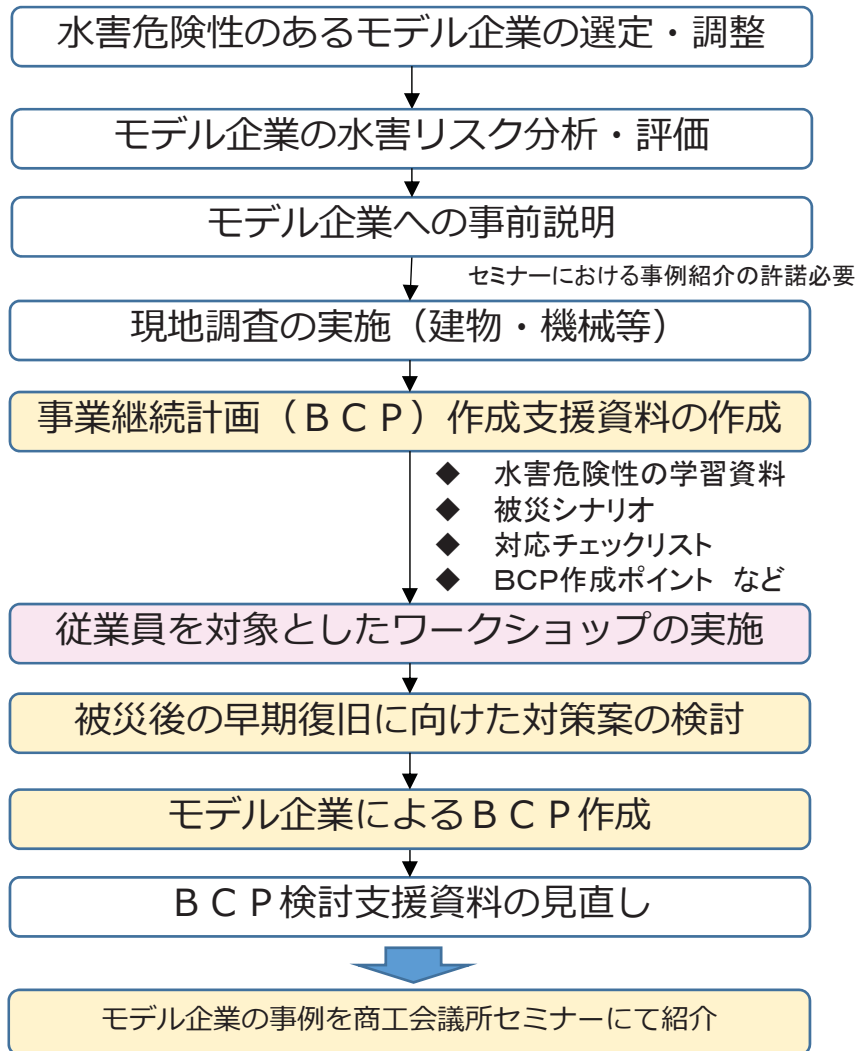 水害危険性のあるモデル企業の選定・調整
モデル企業の水害リスク分析・評価
モデル企業への事前説明
セミナーにおける事例紹介の許諾必要
現地調査の実施（建物・機械等）
事業継続計画（ＢＣＰ）作成支援資料の作成
◆ 水害危険性の学習資料
◆ 被災シナリオ
◆ 対応チェックリスト
◆ BCP作成ポイント など
従業員を対象としたワークショップの実施
被災後の早期復旧に向けた対策案の検討
モデル企業によるＢＣＰ作成
ＢＣＰ検討支援資料の見直し
モデル企業の事例を商工会議所セミナーにて紹介